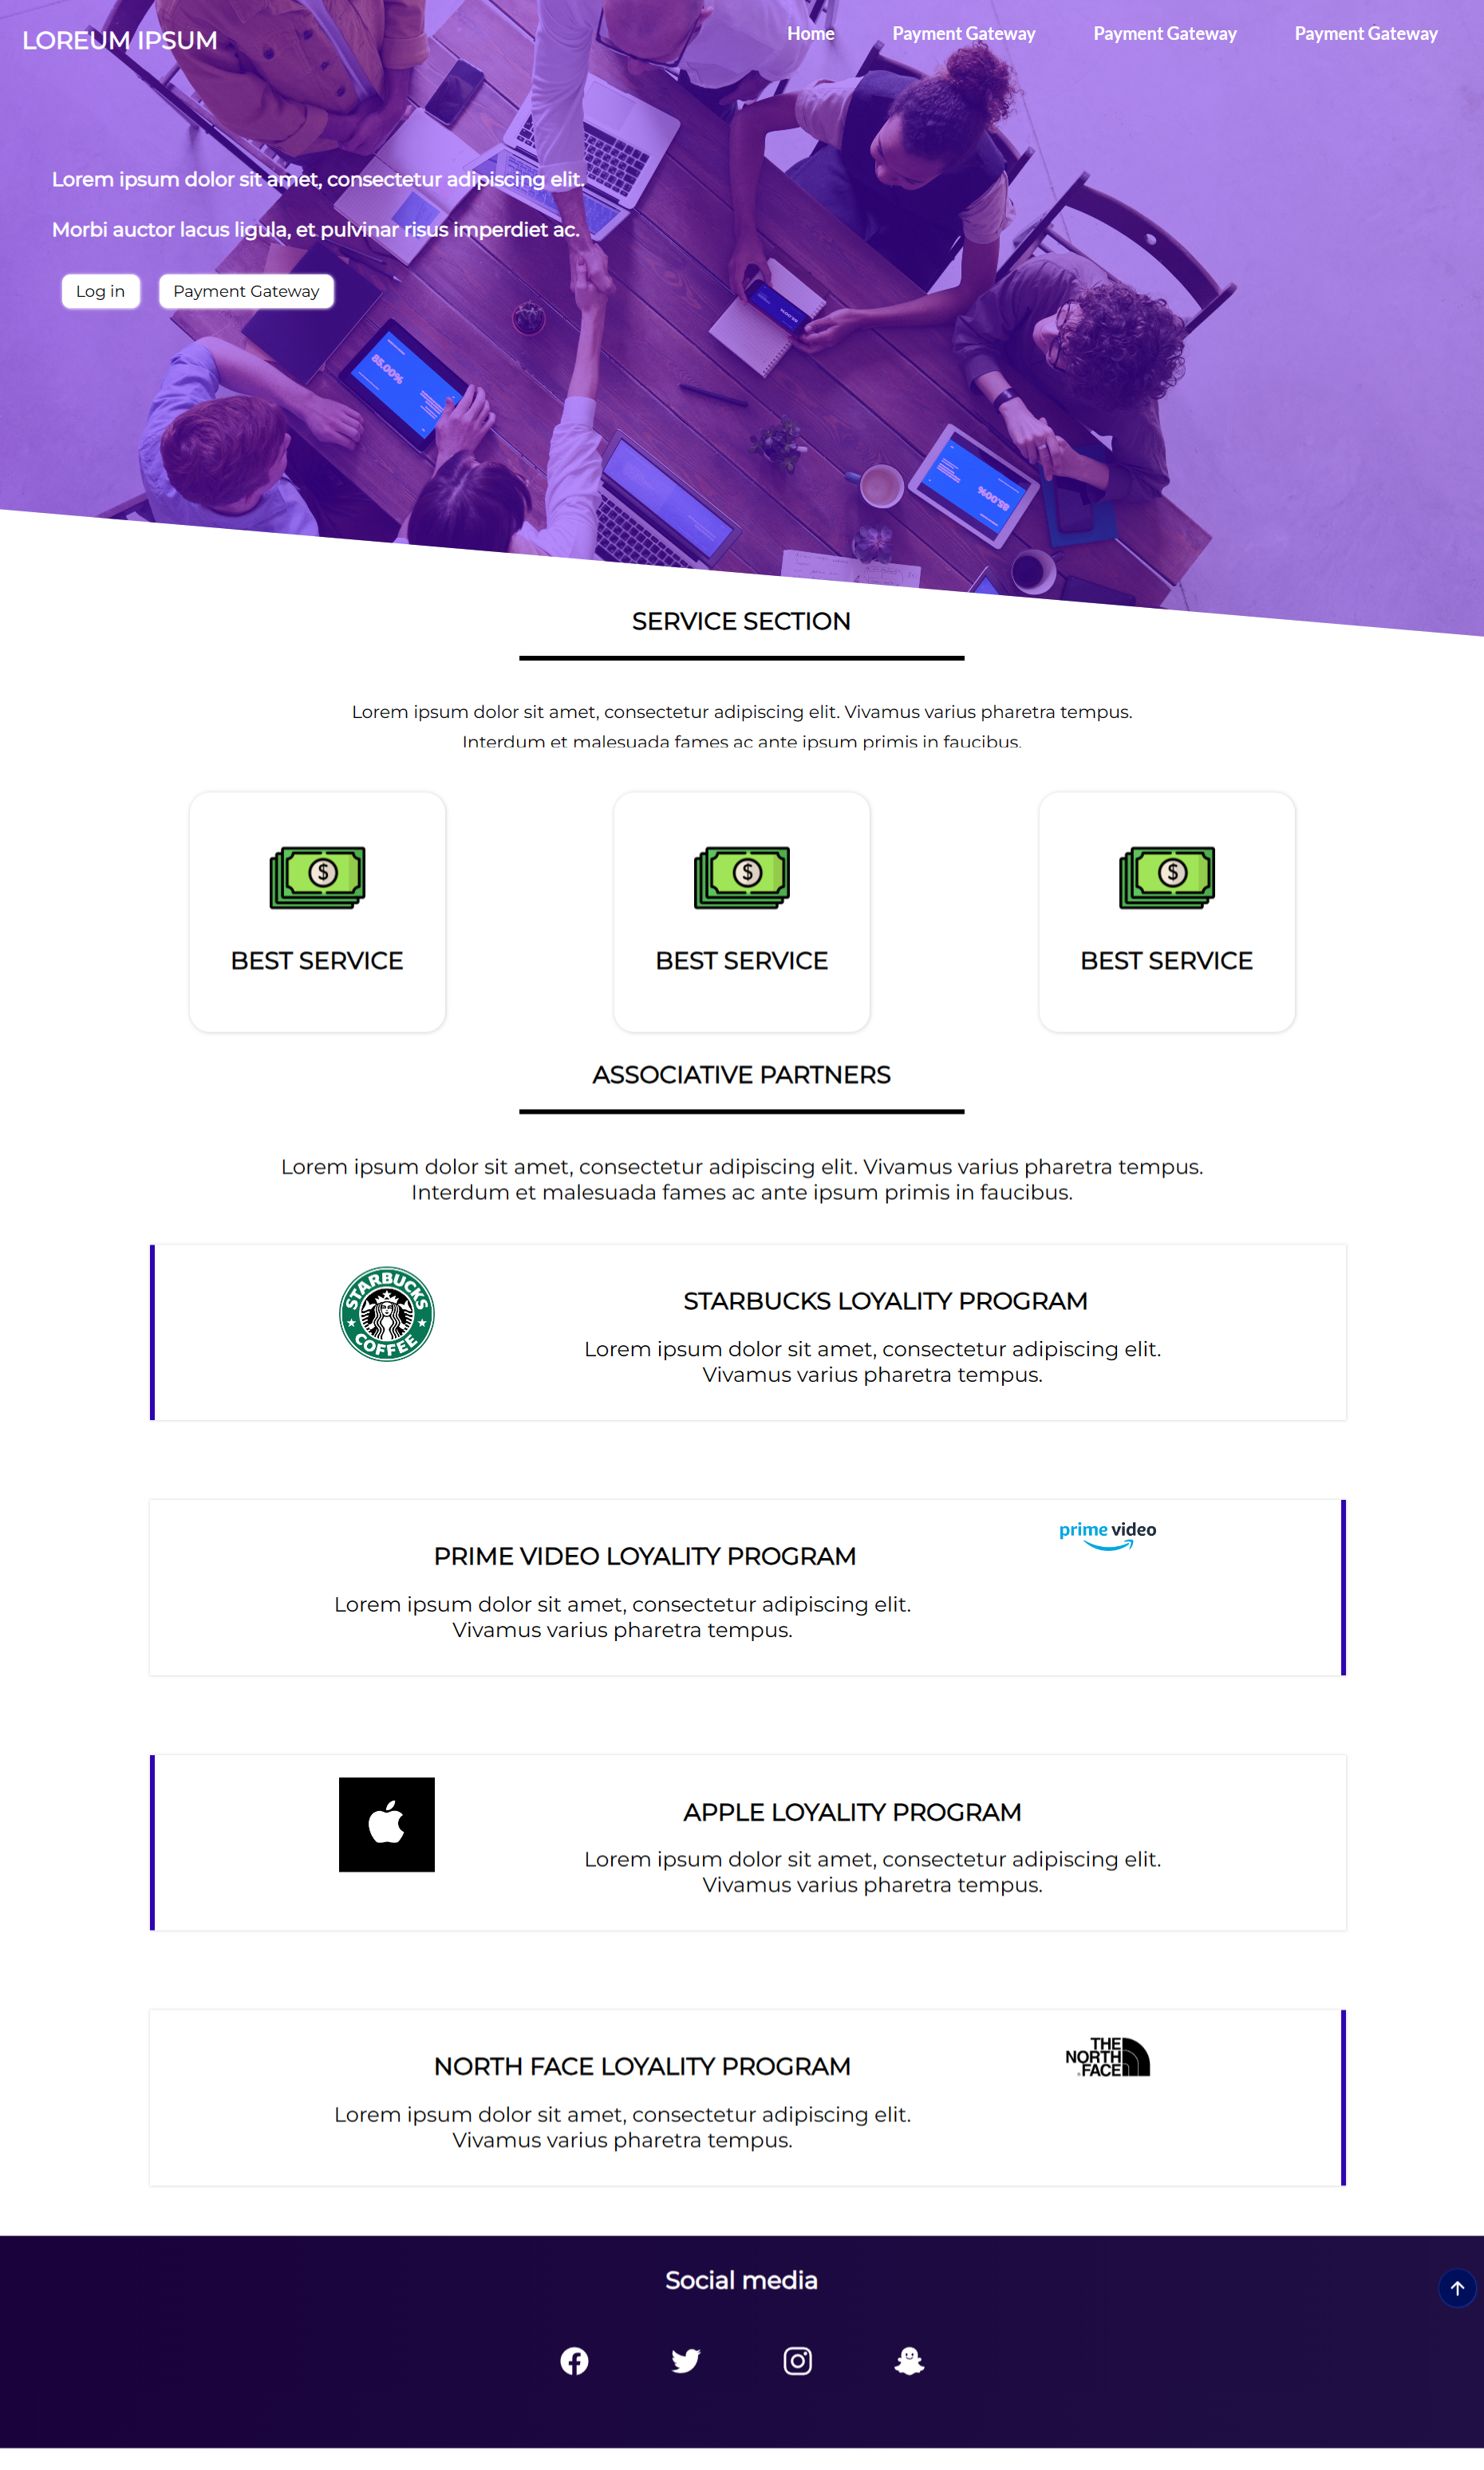 LOREUM IPSUM
Home
Payment Gateway
Payment Gateway
Payment Gateway
Lorem ipsum dolor sit amet, consectetur adipiscing elit.
Morbi auctor lacus ligula, et pulvinar risus imperdiet ac.
Log in
Payment Gateway
85.00%
85.00%
SERVICE SECTION
Lorem ipsum dolor sit amet, consectetur adipiscing elit. Vivamus varius pharetra tempus.
Interdum et malesuada fames ac ante ipsum primis in faucibus.
$
$
$
BEST SERVICE
BEST SERVICE
BEST SERVICE
ASSOCIATIVE PARTNERS
Lorem ipsum dolor sit amet, consectetur adipiscing elit. Vivamus varius pharetra tempus.
Interdum et malesuada fames ac ante ipsum primis in faucibus.
STARBUCKS
COFFEE
STARBUCKS LOYALITY PROGRAM
Lorem ipsum dolor sit amet, consectetur adipiscing elit.
Vivamus varius pharetra tempus.
prime video
PRIME VIDEO LOYALITY PROGRAM
Lorem ipsum dolor sit amet, consectetur adipiscing elit.
Vivamus varius pharetra tempus.
APPLE LOYALITY PROGRAM
Lorem ipsum dolor sit amet, consectetur adipiscing elit.
Vivamus varius pharetra tempus.
THE
NORTH
FACE
NORTH FACE LOYALITY PROGRAM
Lorem ipsum dolor sit amet, consectetur adipiscing elit.
Vivamus varius pharetra tempus.
Social media